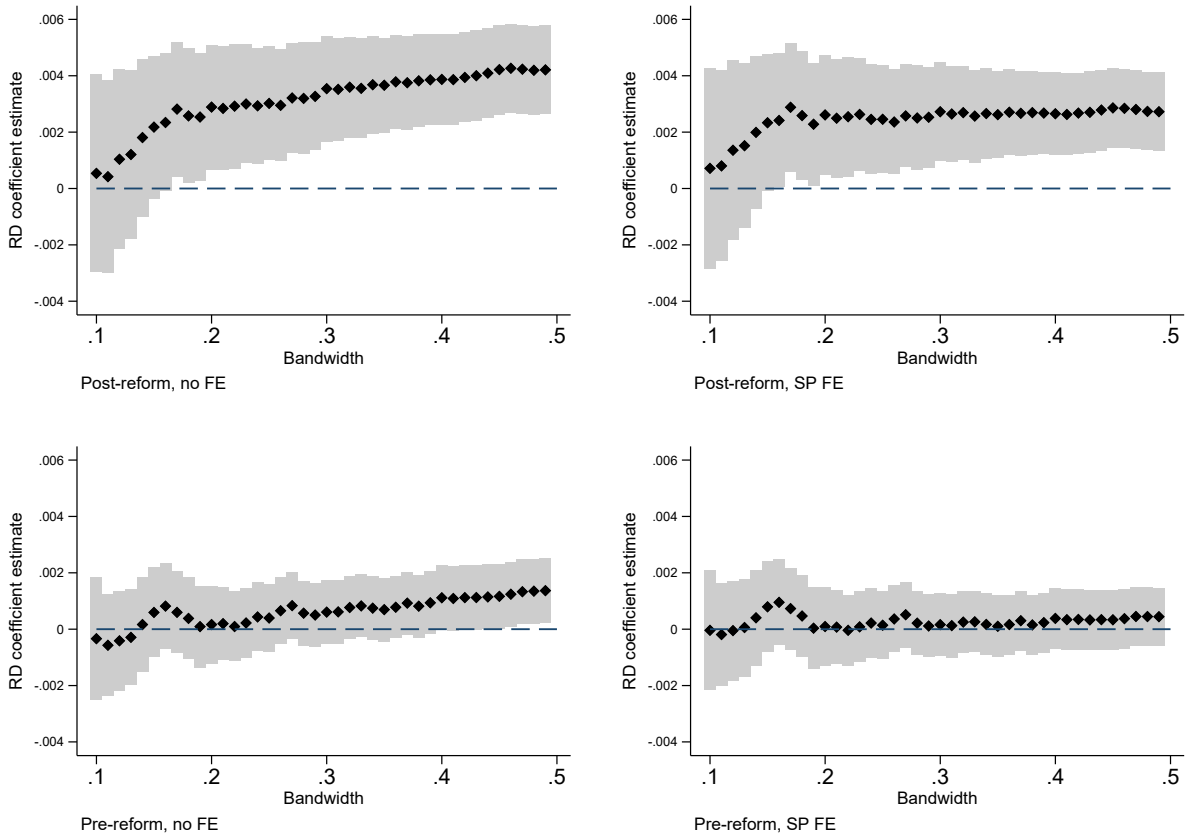 .006
.004
.002
0
-.002
-.004
RD coefficient estimate
.1 .2 .3 .4 .5
Bandwidth
Post-reform, no FE
.006
.004
.002
0
-.002
-.004
RD coefficient estimate
.1 .2 .3 .4 .5
Bandwidth
Post-reform, SP FE
.006
.004
.002
0
-.002
-.004
RD coefficient estimate
.1 .2 .3 .4 .5
Bandwidth
Pre-reform, no FE
.006
.004
.002
0
-.002
-.004
RD coefficient estimate
.1 .2 .3 .4 .5
Bandwidth
Pre-reform, SP FE